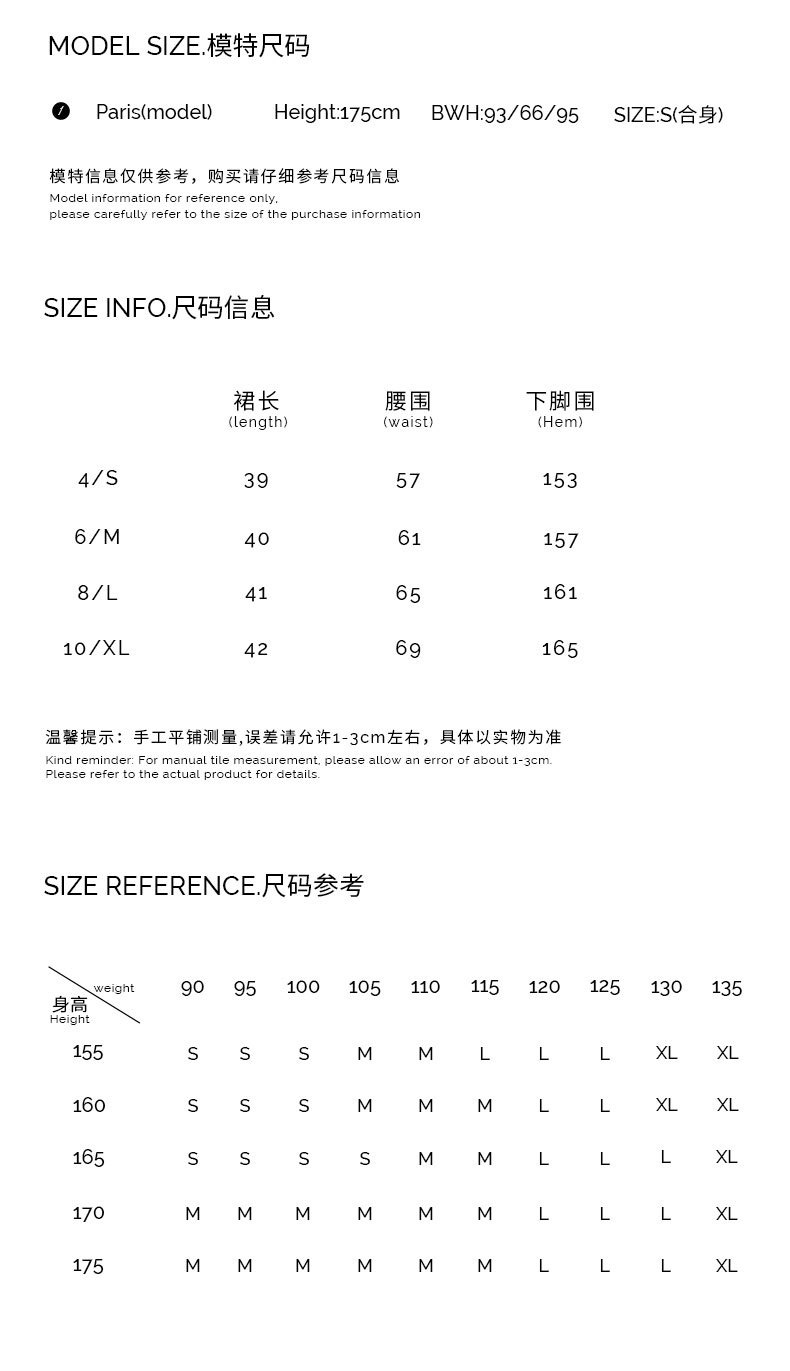 MODEL SIZE.模特尺码
1 Paris(model) Height:175cm BWH:93/66/95 SIZE:S(合身)
模特信息仅供参考，购买请仔细参考尺码信息
Model information for reference only,
please carefully refer to the size of the purchase information
SIZE INFO.尺码信息
裙长 腰围 下脚围
(length) (waist) (Hem)
4/S 39 57 153
6/M 40 61 157
8/L 41 65 161
10/XL 42 69 165
温馨提示：手工平铺测量,误差请允许1-3cm左右，具体以实物为准
Kind reminder: For manual tile measurement, please allow an error of about 1-3cm.
Please refer to the actual product for details.
SIZE REFERENCE.尺码参考
weight 90 95 100 105 110 115 120 125 130 135
身高
Height
155 S S S M M L L L XL XL
160 S S S M M M L L XL XL
165 S S S S M M L L L XL
170 M M M M M M L L L XL
175 M M M M M M L L L XL